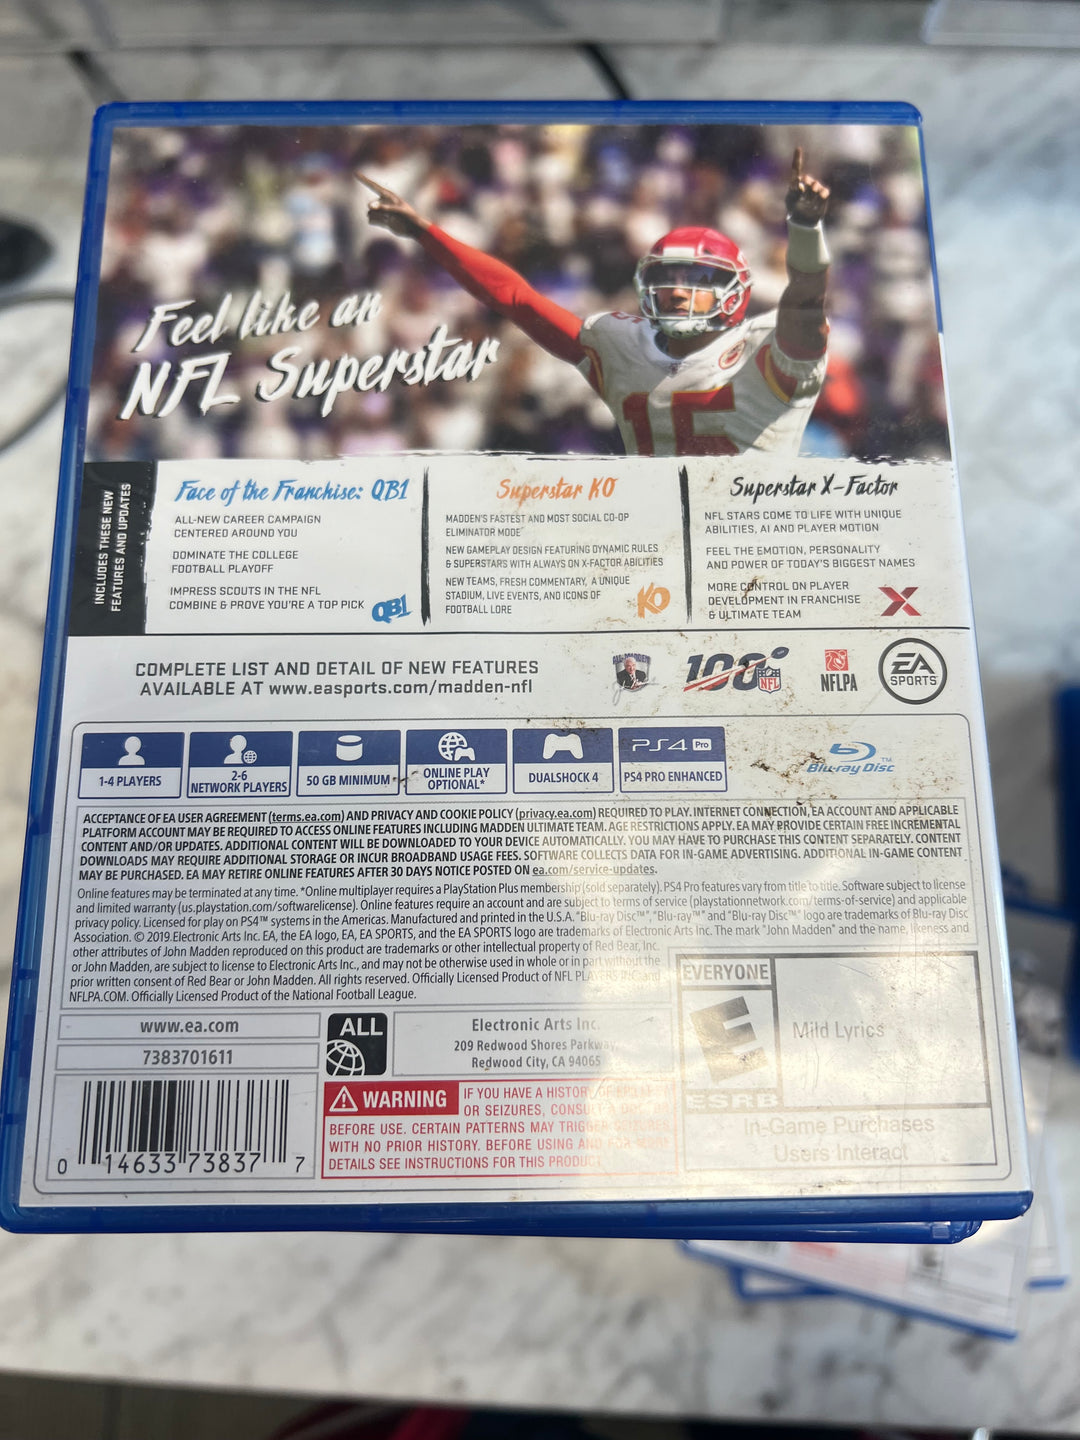 Feel like an
NFL Superstar
15
INCLUDES THESE NEW
FEATURES AND UPDATES
Face of the Franchise: QB1
ALL-NEW CAREER CAMPAIGN
CENTERED AROUND YOU
DOMINATE THE COLLEGE
FOOTBALL PLAYOFF
IMPRESS SCOUTS IN THE NFL
COMBINE & PROVE YOU'RE A TOP PICK
QB1
Superstar KO
MADDEN'S FASTEST AND MOST SOCIAL CO-OP
ELIMINATOR MODE
NEW GAMEPLAY DESIGN FEATURING DYNAMIC RULES
& SUPERSTARS WITH ALWAYS ON X-FACTOR ABILITIES
NEW TEAMS, FRESH COMMENTARY, A UNIQUE
STADIUM, LIVE EVENTS, AND ICONS OF
FOOTBALL LORE
KO
Superstar X-Factor
NFL STARS COME TO LIFE WITH UNIQUE
ABILITIES, AI AND PLAYER MOTION
FEEL THE EMOTION, PERSONALITY
AND POWER OF TODAY'S BIGGEST NAMES
MORE CONTROL ON PLAYER
DEVELOPMENT IN FRANCHISE
& ULTIMATE TEAM
X
COMPLETE LIST AND DETAIL OF NEW FEATURES
AVAILABLE AT www.easports.com/madden-nfl
100
NFL
NFLPA
EA
SPORTS
1-4 PLAYERS
2-6
NETWORK PLAYERS
50 GB MINIMUM
ONLINE PLAY
OPTIONAL*
DUALSHOCK 4
PS4 Pro
PS4 PRO ENHANCED
Blu-ray Disc™
ACCEPTANCE OF EA USER AGREEMENT (terms.ea.com) AND PRIVACY AND COOKIE POLICY (privacy.ea.com) REQUIRED TO PLAY. INTERNET CONNECTION, EA ACCOUNT AND APPLICABLE
PLATFORM ACCOUNT MAY BE REQUIRED TO ACCESS ONLINE FEATURES INCLUDING MADDEN ULTIMATE TEAM. AGE RESTRICTIONS APPLY. EA MAY PROVIDE CERTAIN FREE INCREMENTAL
CONTENT AND/OR UPDATES. ADDITIONAL CONTENT WILL BE DOWNLOADED TO YOUR DEVICE AUTOMATICALLY. YOU MAY HAVE TO PURCHASE THIS CONTENT SEPARATELY. CONTENT
DOWNLOADS MAY REQUIRE ADDITIONAL STORAGE OR INCUR BROADBAND USAGE FEES. SOFTWARE COLLECTS DATA FOR IN-GAME ADVERTISING. ADDITIONAL IN-GAME CONTENT
MAY BE PURCHASED. EA MAY RETIRE ONLINE FEATURES AFTER 30 DAYS NOTICE POSTED ON ea.com/service-updates.
Online features may be terminated at any time. *Online multiplayer requires a PlayStation Plus membership (sold separately). PS4 Pro features vary from title to title. Software subject to license
and limited warranty (us.playstation.com/softwarelicense). Online features require an account and are subject to terms of service (playstationnetwork.com/terms-of-service) and applicable
privacy policy. Licensed for play on PS4™ systems in the Americas. Manufactured and printed in the U.S.A. "Blu-ray Disc™", "Blu-ray™" and "Blu-ray Disc™" logo are trademarks of Blu-ray Disc
Association. © 2019 Electronic Arts Inc. EA, the EA logo, EA, EA SPORTS, and the EA SPORTS logo are trademarks of Electronic Arts Inc. The mark "John Madden" and the name, likeness and
other attributes of John Madden reproduced on this product are trademarks or other intellectual property of Red Bear, Inc.
or John Madden, are subject to license to Electronic Arts Inc., and may not be otherwise used in whole or in part without the
prior written consent of Red Bear or John Madden. All rights reserved. Officially Licensed Product of NFL PLAYERS Inc. and
NFLPA.COM. Officially Licensed Product of the National Football League.
www.ea.com
7383701611
ALL
Electronic Arts Inc.
209 Redwood Shores Parkway,
Redwood City, CA 94065
EVERYONE
E
ESRB
Mild Lyrics
In-Game Purchases
Users Interact
WARNING
IF YOU HAVE A HISTORY OF EPILEPSY
OR SEIZURES, CONSULT A DOCTOR
BEFORE USE. CERTAIN PATTERNS MAY TRIGGER SEIZURES
WITH NO PRIOR HISTORY. BEFORE USING AND FOR MORE
DETAILS SEE INSTRUCTIONS FOR THIS PRODUCT
0 14633 73837 7